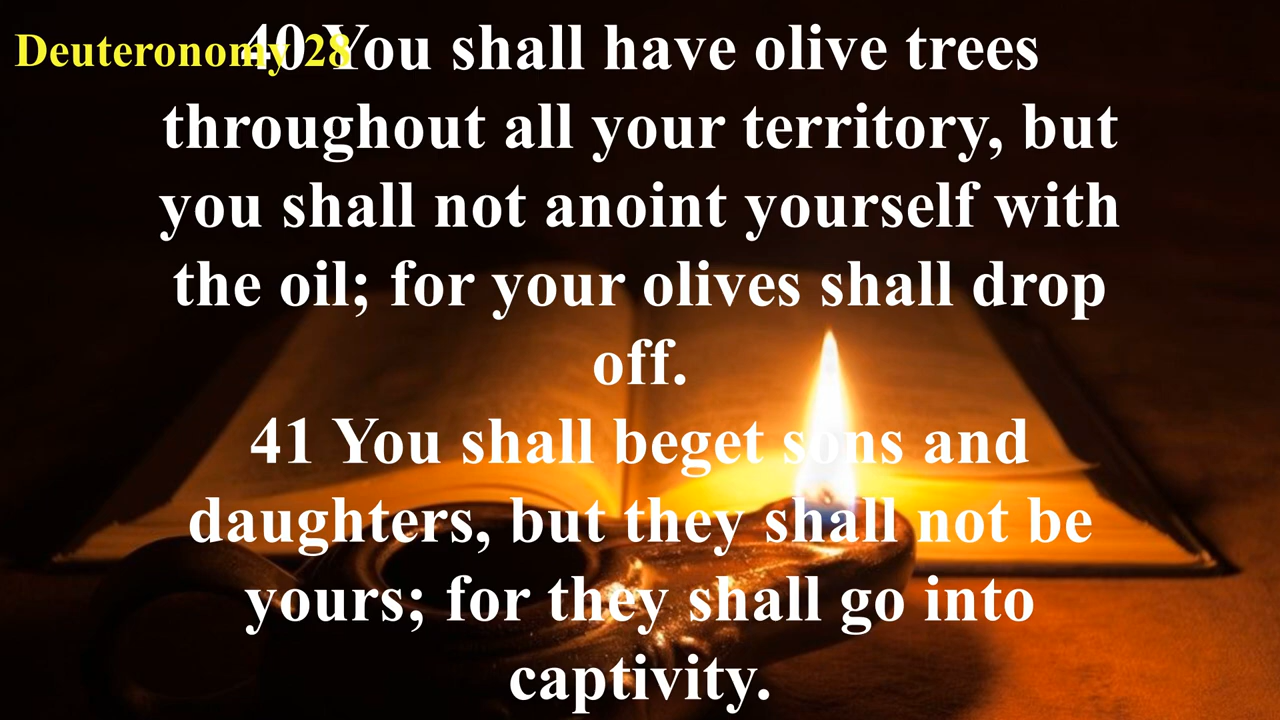 Deuteronomy 28
40 You shall have olive trees
throughout all your territory, but
you shall not anoint yourself with
the oil; for your olives shall drop
off.
41 You shall beget sons and
daughters, but they shall not be
yours; for they shall go into
captivity.